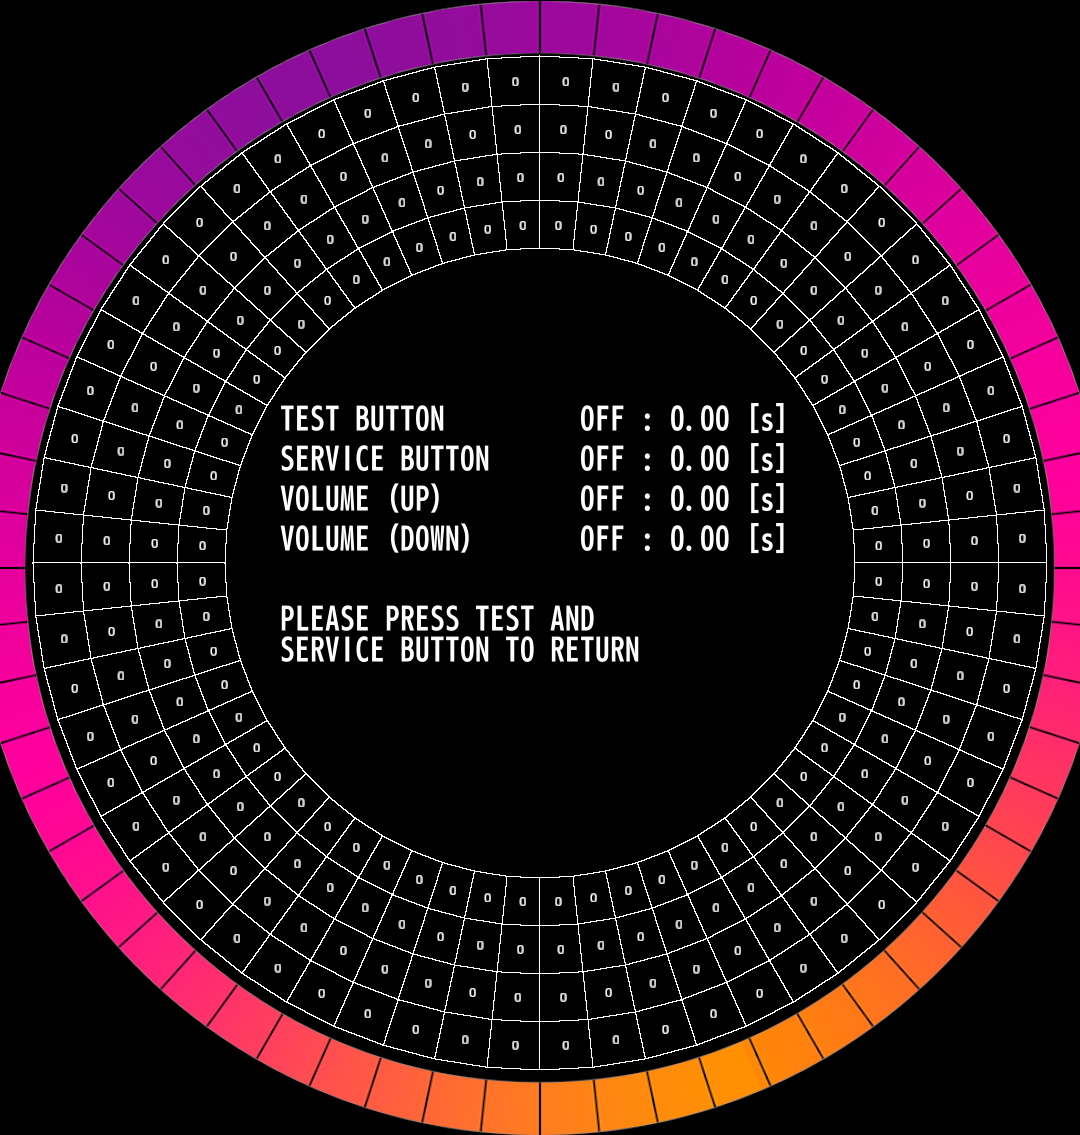 TEST BUTTON OFF : 0.00 [s]
SERVICE BUTTON OFF : 0.00 [s]
VOLUME (UP) OFF : 0.00 [s]
VOLUME (DOWN) OFF : 0.00 [s]
PLEASE PRESS TEST AND
SERVICE BUTTON TO RETURN